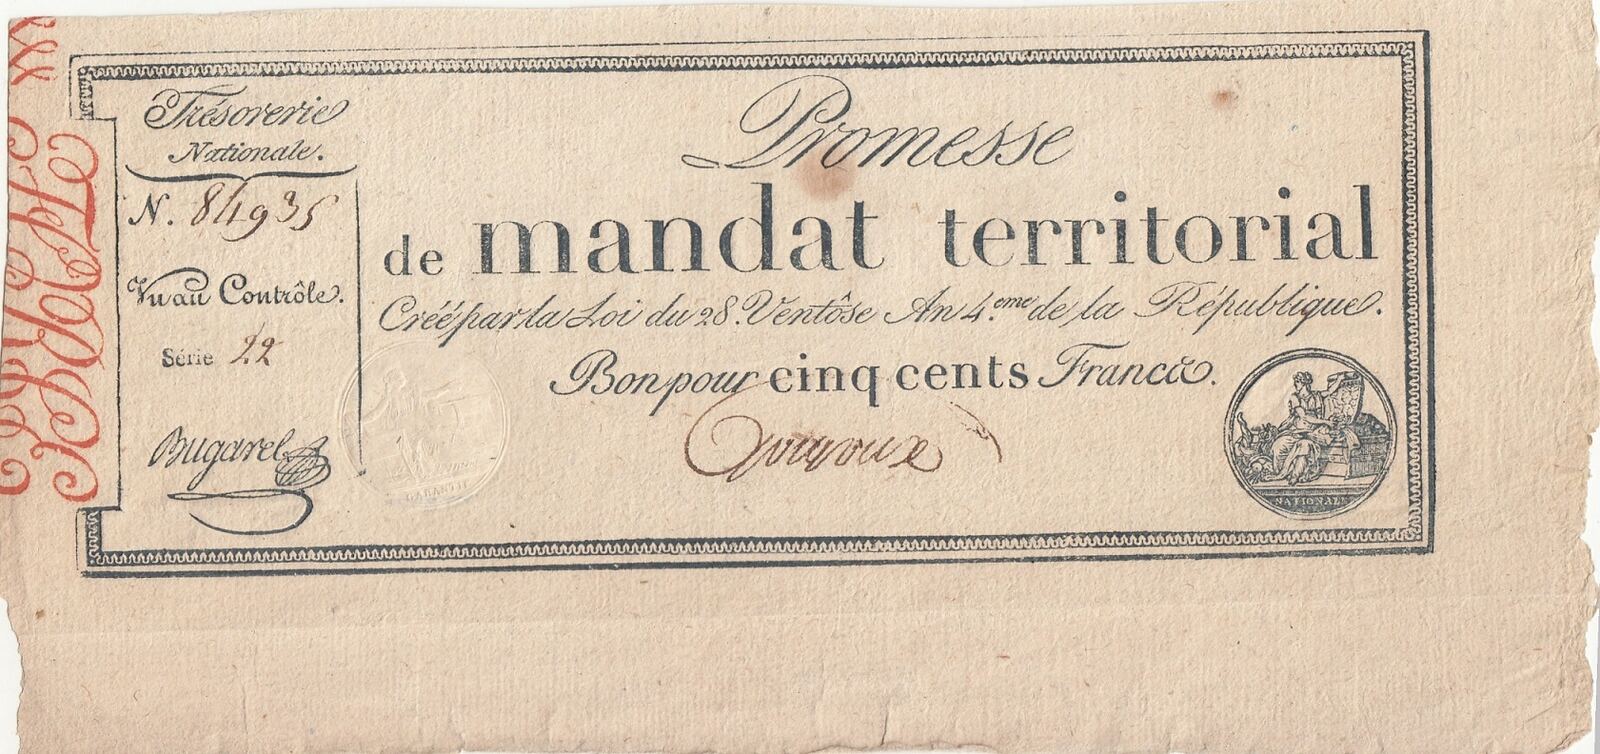 Trésorerie
Nationale.
N. 84935
Vu au Contrôle.
Série 22
Bugarel
Promesse
de mandat territorial
Créé par la Loi du 28. Ventôse An 4.eme de la République.
Bon pour cinq cents Francs.
GARANTIE
NATIONALE